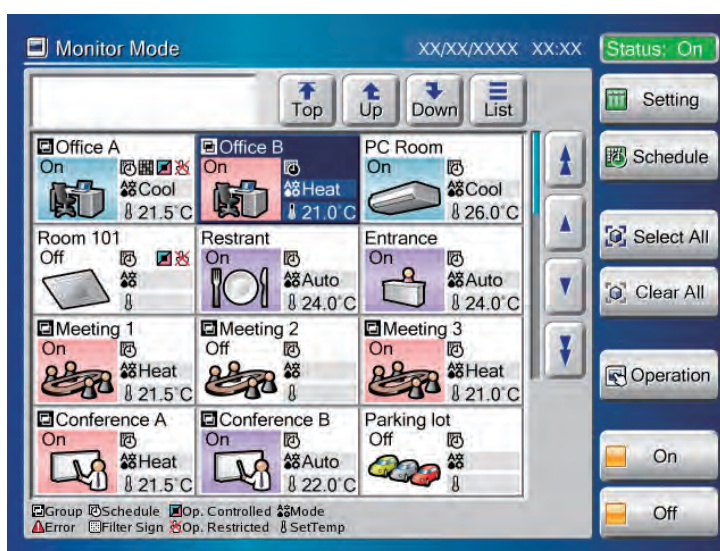 Monitor Mode XX/XX/XXXX XX:XX Status: On
Top Up Down List Setting
Schedule
Select All
Clear All
Operation
On
Off
Office A
On
Cool
21.5°C
Office B
On
Heat
21.0°C
PC Room
On
Cool
26.0°C
Room 101
Off
Restrant
On
Auto
24.0°C
Entrance
On
Auto
24.0°C
Meeting 1
On
Heat
21.5°C
Meeting 2
Off
Meeting 3
On
Heat
21.0°C
Conference A
On
Heat
21.5°C
Conference B
On
Auto
22.0°C
Parking lot
Off
Group Schedule Op. Controlled Mode
Error Filter Sign Op. Restricted SetTemp